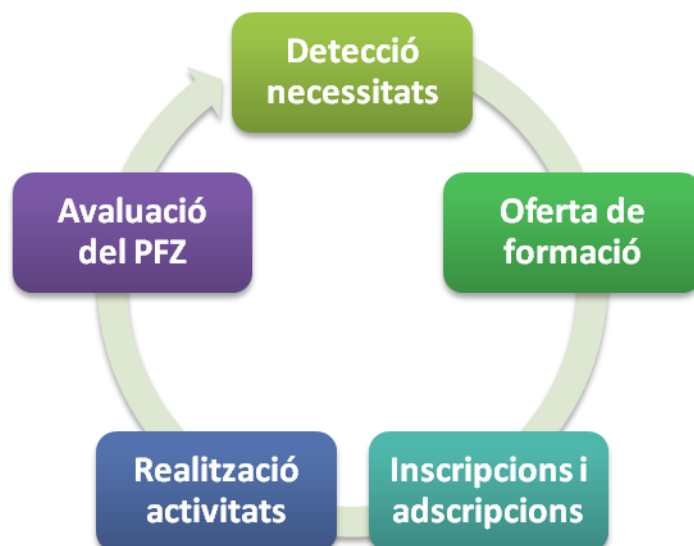 Detecció
necessitats
Oferta de
formació
Inscripcions i
adscripcions
Realització
activitats
Avaluació
del PFZ